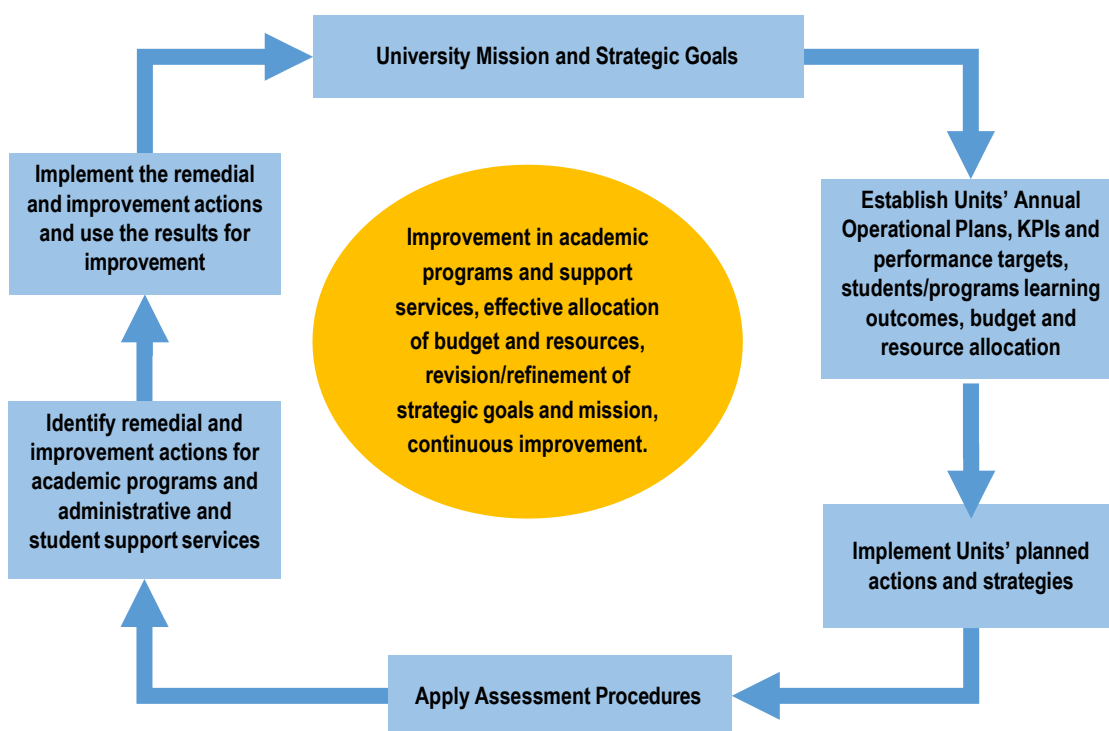 University Mission and Strategic Goals
Establish Units’ Annual
Operational Plans, KPIs and
performance targets,
students/programs learning
outcomes, budget and
resource allocation
Implement Units’ planned
actions and strategies
Apply Assessment Procedures
Identify remedial and
improvement actions for
academic programs and
administrative and
student support services
Implement the remedial
and improvement actions
and use the results for
improvement
Improvement in academic
programs and support
services, effective allocation
of budget and resources,
revision/refinement of
strategic goals and mission,
continuous improvement.